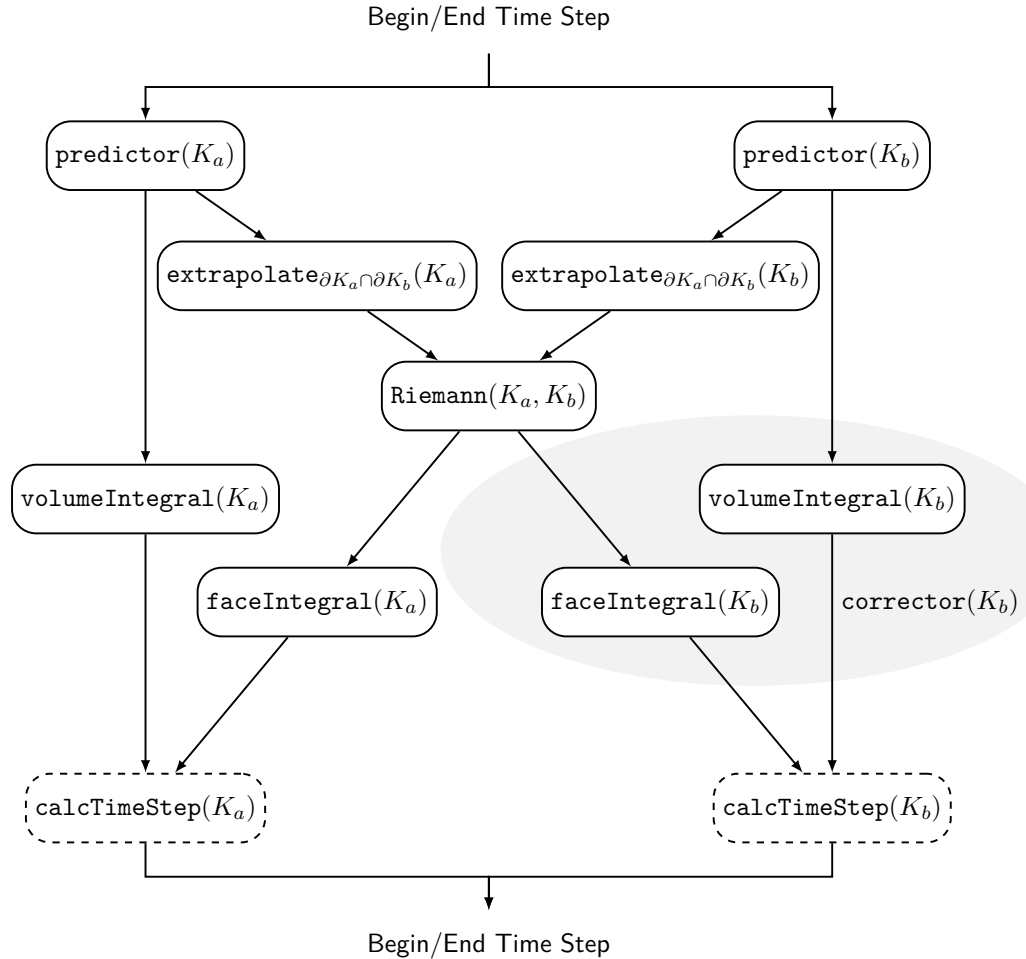 Begin/End Time Step
predictor(K_a)
predictor(K_b)
extrapolate_{∂K_a∩∂K_b}(K_a)
extrapolate_{∂K_a∩∂K_b}(K_b)
Riemann(K_a, K_b)
volumeIntegral(K_a)
volumeIntegral(K_b)
faceIntegral(K_a)
faceIntegral(K_b)
corrector(K_b)
calcTimeStep(K_a)
calcTimeStep(K_b)
Begin/End Time Step